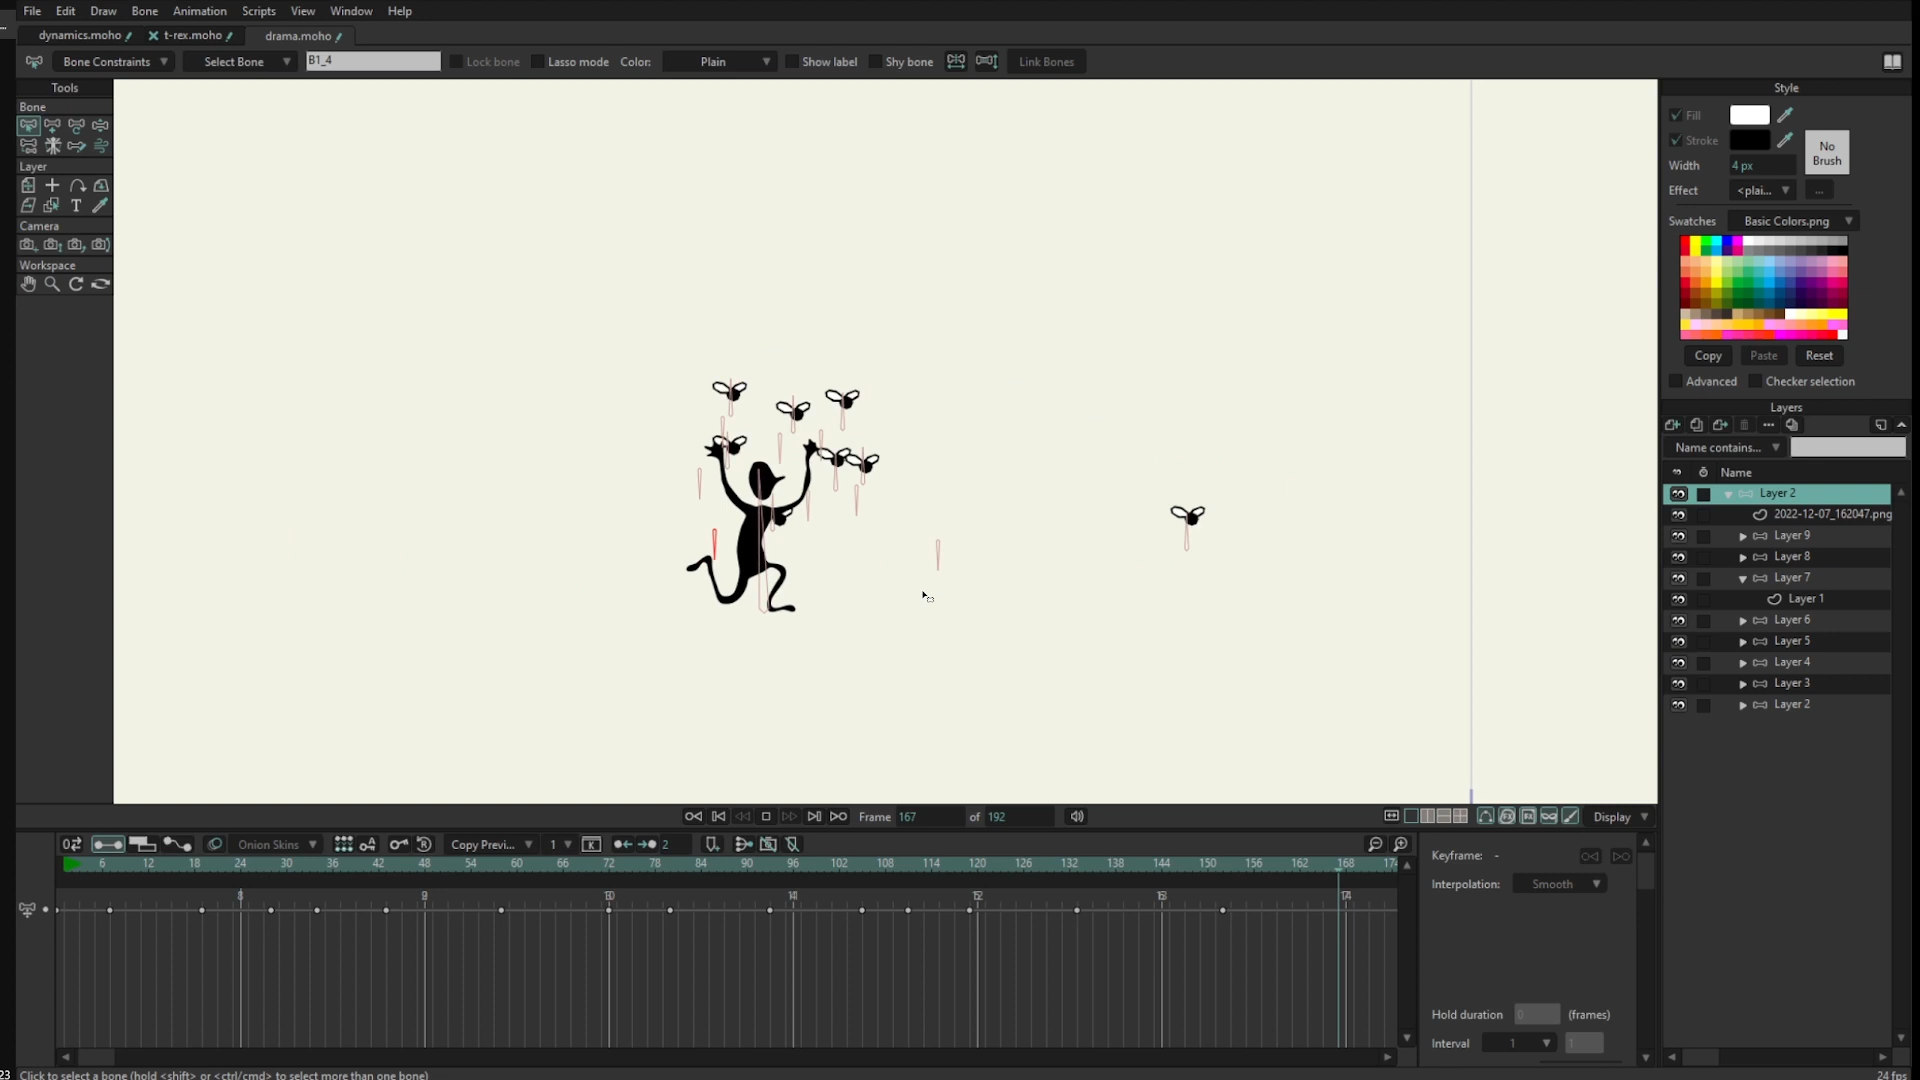 File Edit Draw Bone Animation Scripts View Window Help
dynamics.moho t-rex.moho drama.moho
Bone Constraints Select Bone B1_4 Lock bone Lasso mode Color: Plain Show label Shy bone Link Bones
Tools
Bone
Layer
Camera
Workspace
Style
Fill
Stroke
No
Brush
Width 4 px
Effect <plai... ...
Swatches Basic Colors.png
Copy Paste Reset
Advanced Checker selection
Layers
Name contains...
Name
Layer 2
2022-12-07_162047.png
Layer 9
Layer 8
Layer 7
Layer 1
Layer 6
Layer 5
Layer 4
Layer 3
Layer 2
Frame 167 of 192 Display
Onion Skins Copy Previ... 1 2
6 12 18 24 30 36 42 48 54 60 66 72 78 84 90 96 102 108 114 120 126 132 138 144 150 156 162 168 174
Keyframe: -
Interpolation: Smooth
Hold duration 0 (frames)
Interval 1 1
23 Click to select a bone (hold <shift> or <ctrl/cmd> to select more than one bone) 24 fps